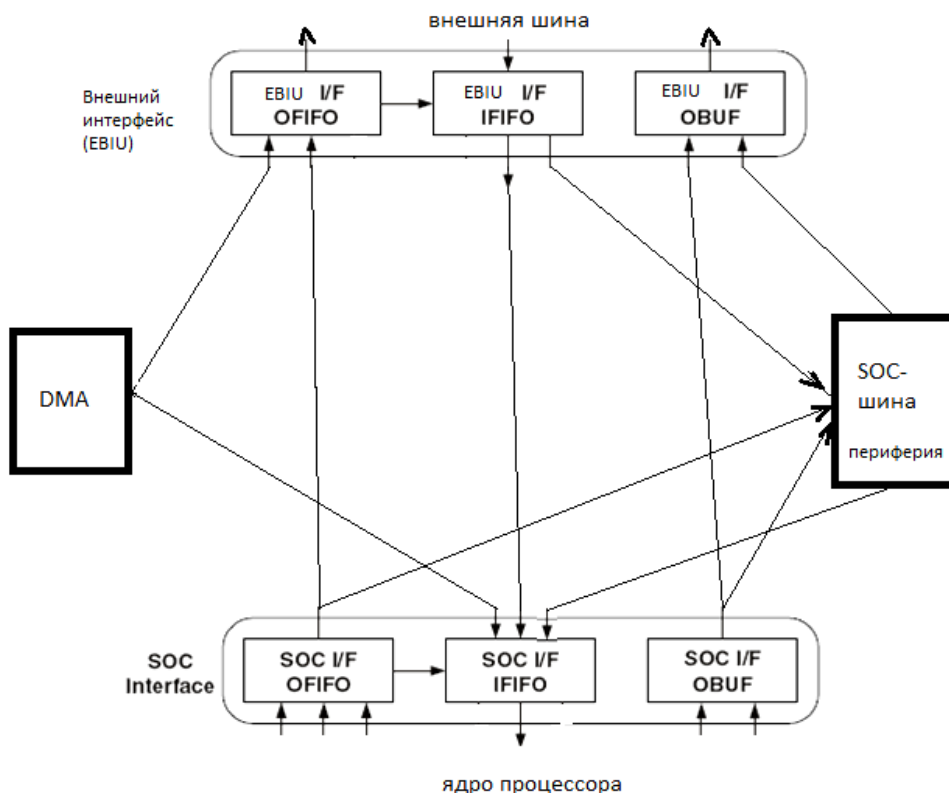 внешняя шина
Внешний
интерфейс
(EBIU)
EBIU I/F
OFIFO
EBIU I/F
IFIFO
EBIU I/F
OBUF
DMA
SOC-
шина
периферия
SOC
Interface
SOC I/F
OFIFO
SOC I/F
IFIFO
SOC I/F
OBUF
ядро процессора